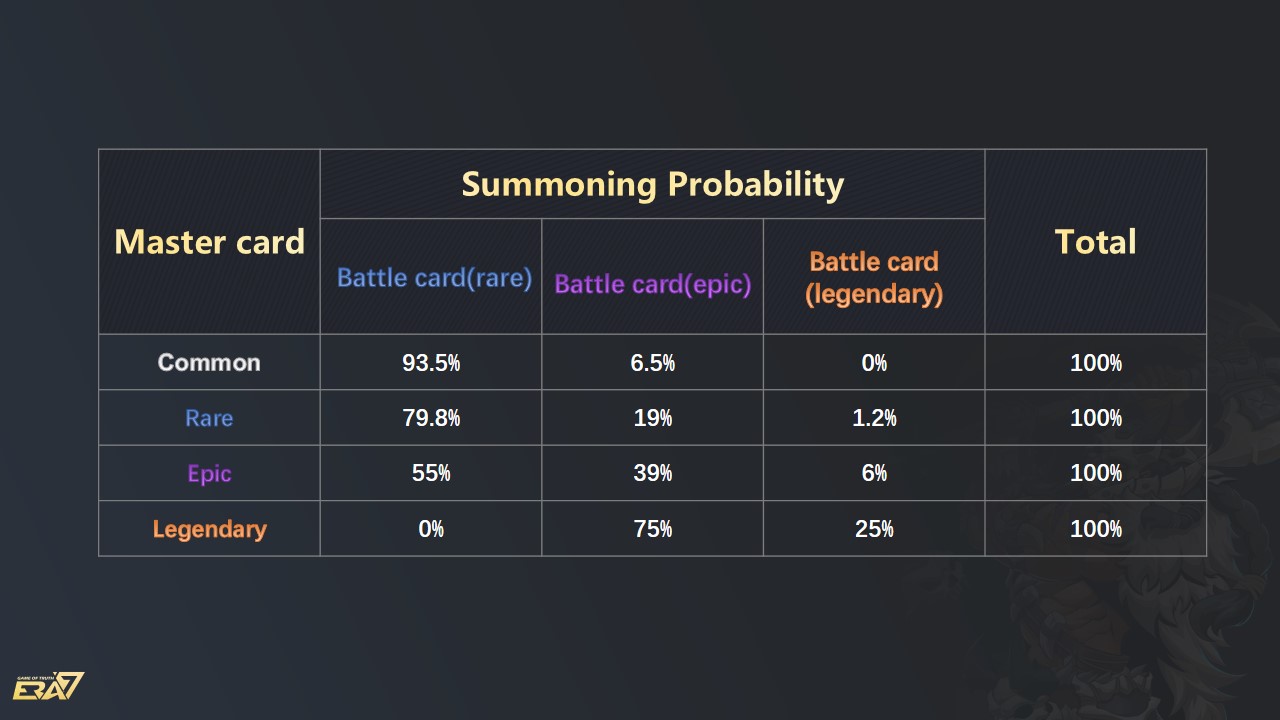 Master card
Summoning Probability
Total
Battle card(rare)
Battle card(epic)
Battle card
(legendary)
Common 93.5% 6.5% 0% 100%
Rare 79.8% 19% 1.2% 100%
Epic 55% 39% 6% 100%
Legendary 0% 75% 25% 100%
GAME OF TRUTH
ERA7